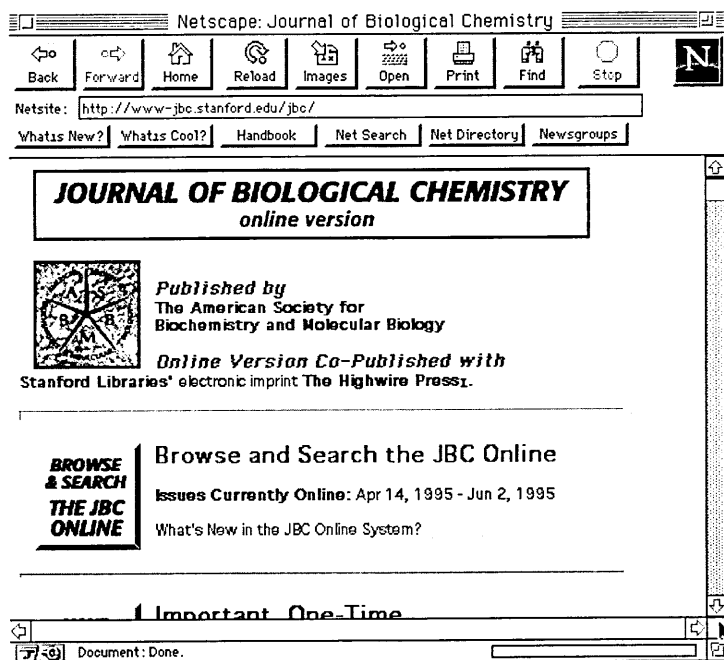 Netscape: Journal of Biological Chemistry
Back Forward Home Reload Images Open Print Find Stop
N
Netsite: http://www-jbc.stanford.edu/jbc/
What's New? What's Cool? Handbook Net Search Net Directory Newsgroups
JOURNAL OF BIOLOGICAL CHEMISTRY
online version
A S B M B
Published by
The American Society for
Biochemistry and Molecular Biology
Online Version Co-Published with
Stanford Libraries' electronic imprint The Highwire Press
BROWSE
& SEARCH
THE JBC
ONLINE
Browse and Search the JBC Online
Issues Currently Online: Apr 14, 1995 - Jun 2, 1995
What's New in the JBC Online System?
Important, One-Time
Document: Done.